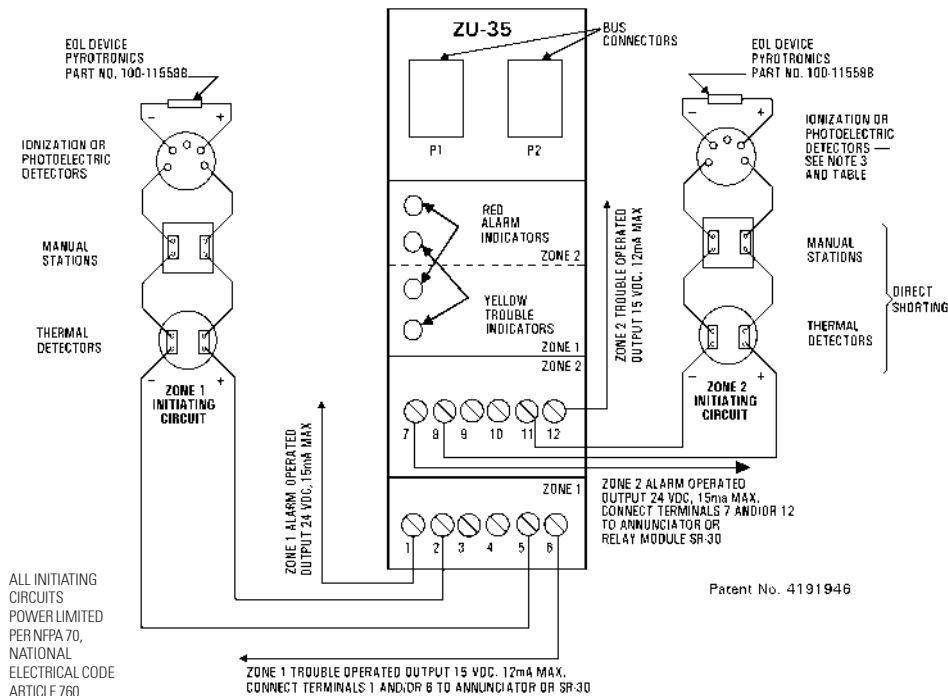 ZU-35
BUS
CONNECTORS
P1
P2
EOL DEVICE
PYROTRONICS
PART NO. 100-11558B
- +
IONIZATION OR
PHOTOELECTRIC
DETECTORS
MANUAL
STATIONS
THERMAL
DETECTORS
- +
ZONE 1
INITIATING
CIRCUIT
RED
ALARM
INDICATORS
ZONE 2
YELLOW
TROUBLE
INDICATORS
ZONE 1
ZONE 2
7 8 9 10 11 12
ZONE 1
1 2 3 4 5 6
ZONE 1 ALARM OPERATED
OUTPUT 24 VDC, 15mA MAX
ZONE 2 TROUBLE OPERATED
OUTPUT 15 VDC, 12mA MAX
EOL DEVICE
PYROTRONICS
PART NO. 100-11558B
- +
IONIZATION OR
PHOTOELECTRIC
DETECTORS —
SEE NOTE 3
AND TABLE
MANUAL
STATIONS
THERMAL
DETECTORS
DIRECT
SHORTING
- +
ZONE 2
INITIATING
CIRCUIT
ZONE 2 ALARM OPERATED
OUTPUT 24 VDC, 15ma MAX.
CONNECT TERMINALS 7 AND/OR 12
TO ANNUNCIATOR OR
RELAY MODULE SR-30
Patent No. 4191946
ALL INITIATING
CIRCUITS
POWER LIMITED
PER NFPA 70,
NATIONAL
ELECTRICAL CODE
ARTICLE 760
ZONE 1 TROUBLE OPERATED OUTPUT 15 VDC. 12mA MAX.
CONNECT TERMINALS 1 AND/OR 6 TO ANNUNCIATOR OR SR-30